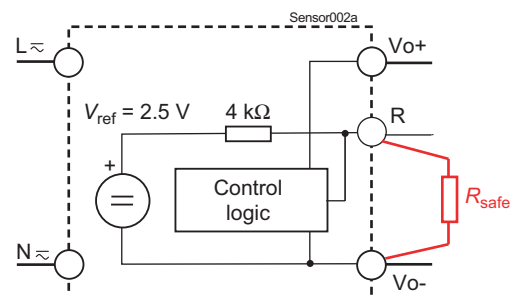 Sensor002a
L ⎓~ Vo+
V_ref = 2.5 V 4 kΩ R
+
Control
logic
R_safe
N ⎓~ Vo-